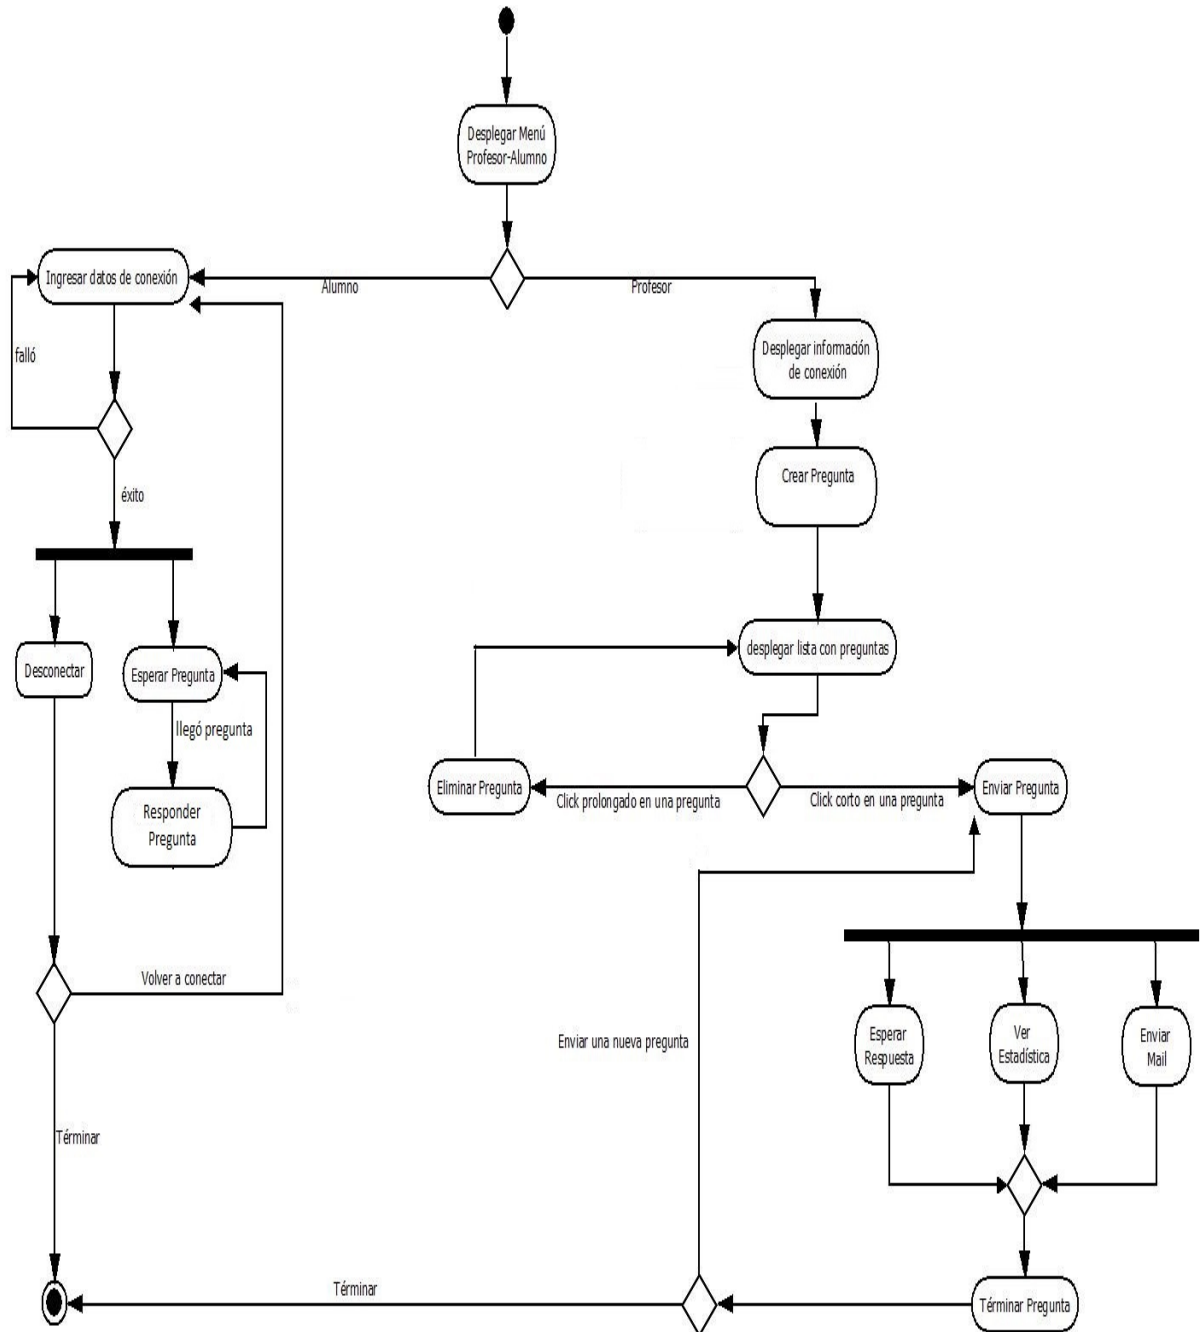 Desplegar Menú
Profesor-Alumno
Ingresar datos de conexión
Alumno
Profesor
falló
Desplegar información
de conexión
Crear Pregunta
éxito
Desconectar
Esperar Pregunta
desplegar lista con preguntas
llegó pregunta
Responder
Pregunta
Eliminar Pregunta
Click prolongado en una pregunta
Click corto en una pregunta
Enviar Pregunta
Volver a conectar
Enviar una nueva pregunta
Esperar
Respuesta
Ver
Estadística
Enviar
Mail
Términar
Términar
Términar Pregunta